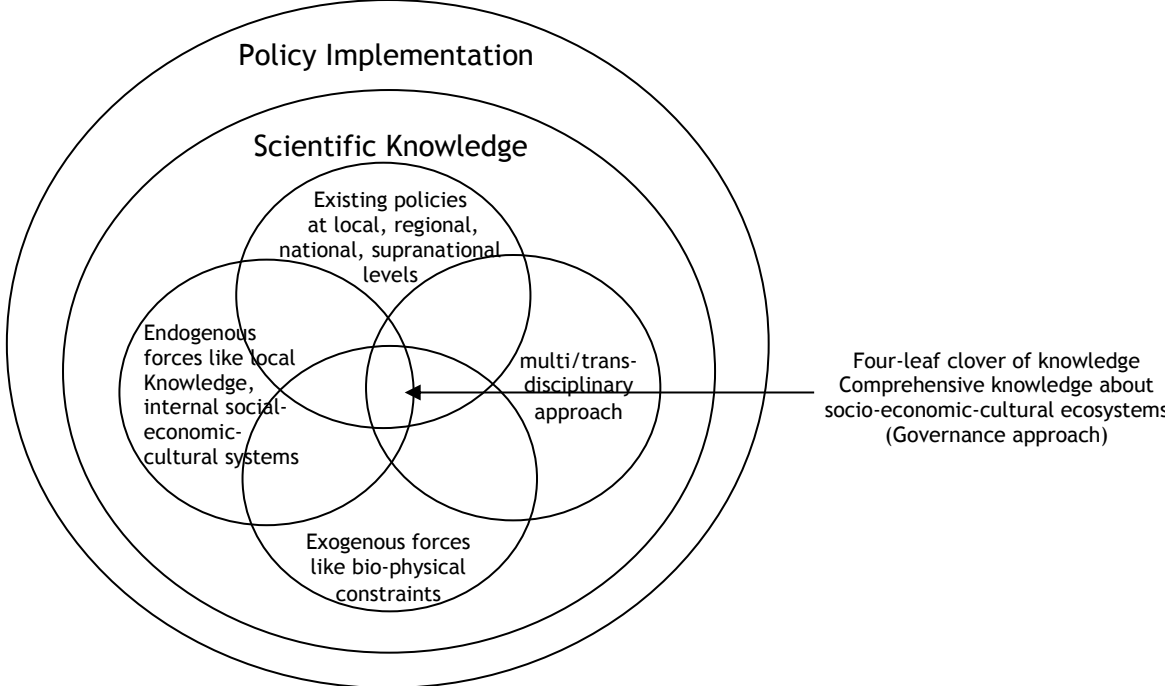 Policy Implementation
Scientific Knowledge
Existing policies
at local, regional,
national, supranational
levels
Endogenous
forces like local
Knowledge,
internal social-
economic-
cultural systems
multi/trans-
disciplinary
approach
Exogenous forces
like bio-physical
constraints
Four-leaf clover of knowledge
Comprehensive knowledge about
socio-economic-cultural ecosystems
(Governance approach)